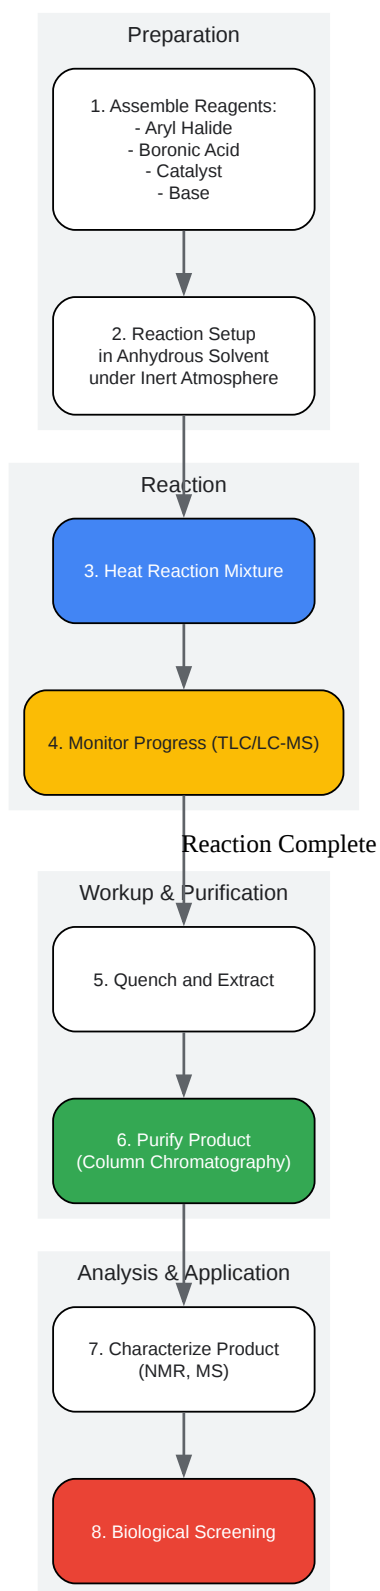 Preparation
1. Assemble Reagents:
- Aryl Halide
- Boronic Acid
- Catalyst
- Base
2. Reaction Setup
in Anhydrous Solvent
under Inert Atmosphere
Reaction
3. Heat Reaction Mixture
4. Monitor Progress (TLC/LC-MS)
Reaction Complete
Workup & Purification
5. Quench and Extract
6. Purify Product
(Column Chromatography)
Analysis & Application
7. Characterize Product
(NMR, MS)
8. Biological Screening